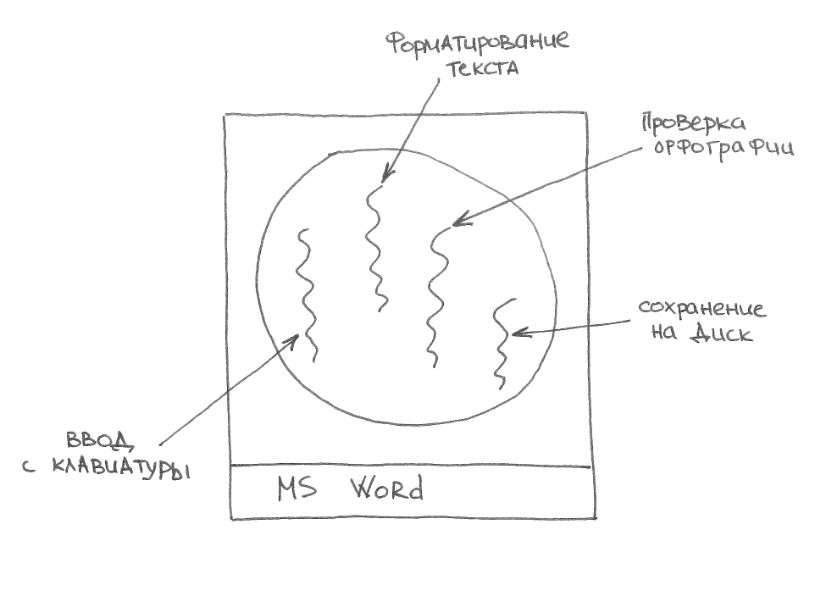 Форматирование
текста
Проверка
орфографии
сохранение
на диск
ввод
с клавиатуры
MS Word